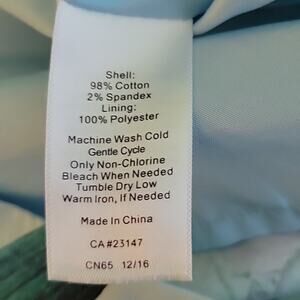 Shell:
98% Cotton
2% Spandex
Lining:
100% Polyester
Machine Wash Cold
Gentle Cycle
Only Non-Chlorine
Bleach When Needed
Tumble Dry Low
Warm Iron, If Needed
Made In China
CA#23147
CN65 12/16